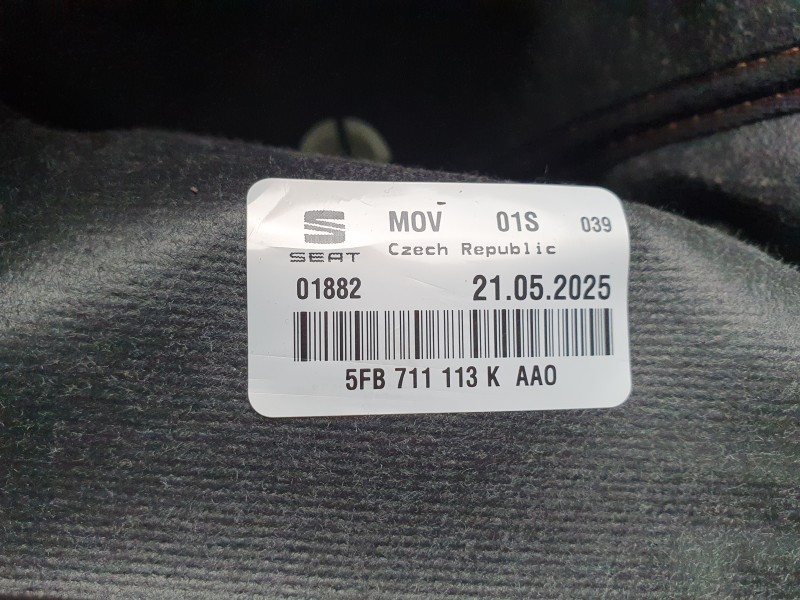 MOV 01S 039
SEAT Czech Republic
01882 21.05.2025
5FB 711 113 K AAO